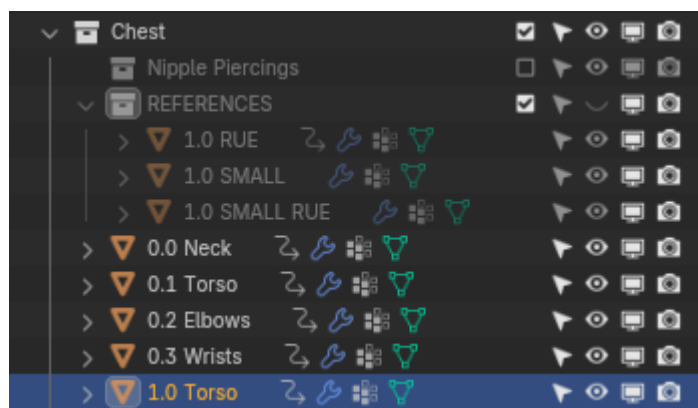 Chest
Nipple Piercings
REFERENCES
1.0 RUE
1.0 SMALL
1.0 SMALL RUE
0.0 Neck
0.1 Torso
0.2 Elbows
0.3 Wrists
1.0 Torso